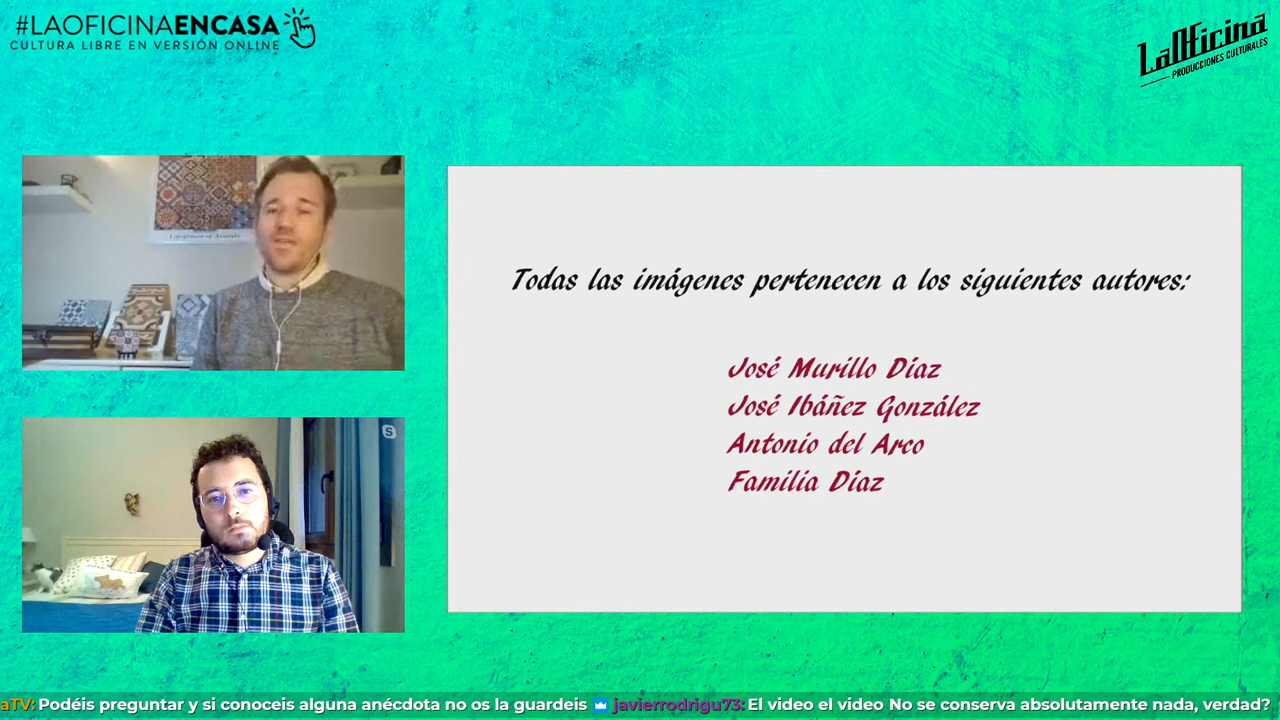 #LAOFICINAENCASA
CULTURA LIBRE EN VERSIÓN ONLINE
LaOficina
PRODUCCIONES CULTURALES
Todas las imágenes pertenecen a los siguientes autores:
José Murillo Díaz
José Ibáñez González
Antonio del Arco
Familia Díaz
aTV: Podéis preguntar y si conoceis alguna anécdota no os la guardeis javierrodrigu73: El video el video No se conserva absolutamente nada, verdad?